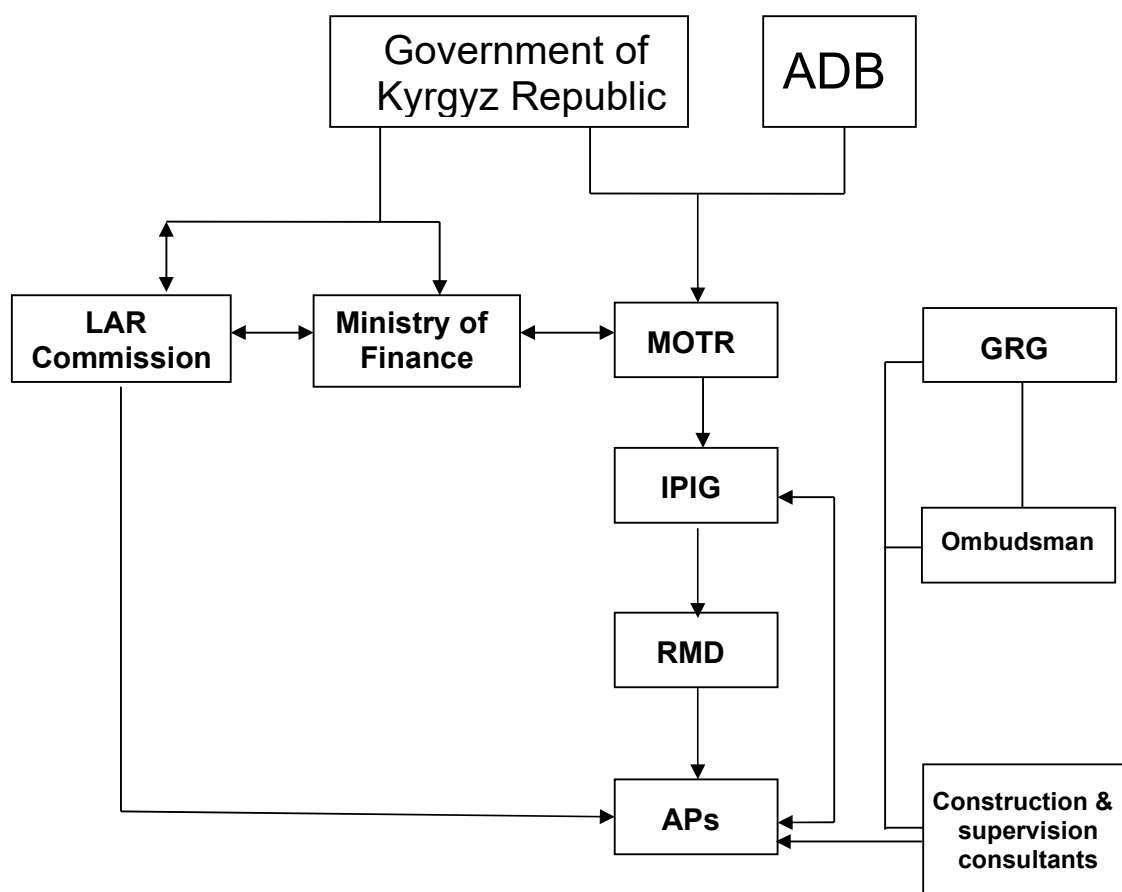 Government of
Kyrgyz Republic
ADB
LAR
Commission
Ministry of
Finance
MOTR
GRG
IPIG
Ombudsman
RMD
APs
Construction &
supervision
consultants